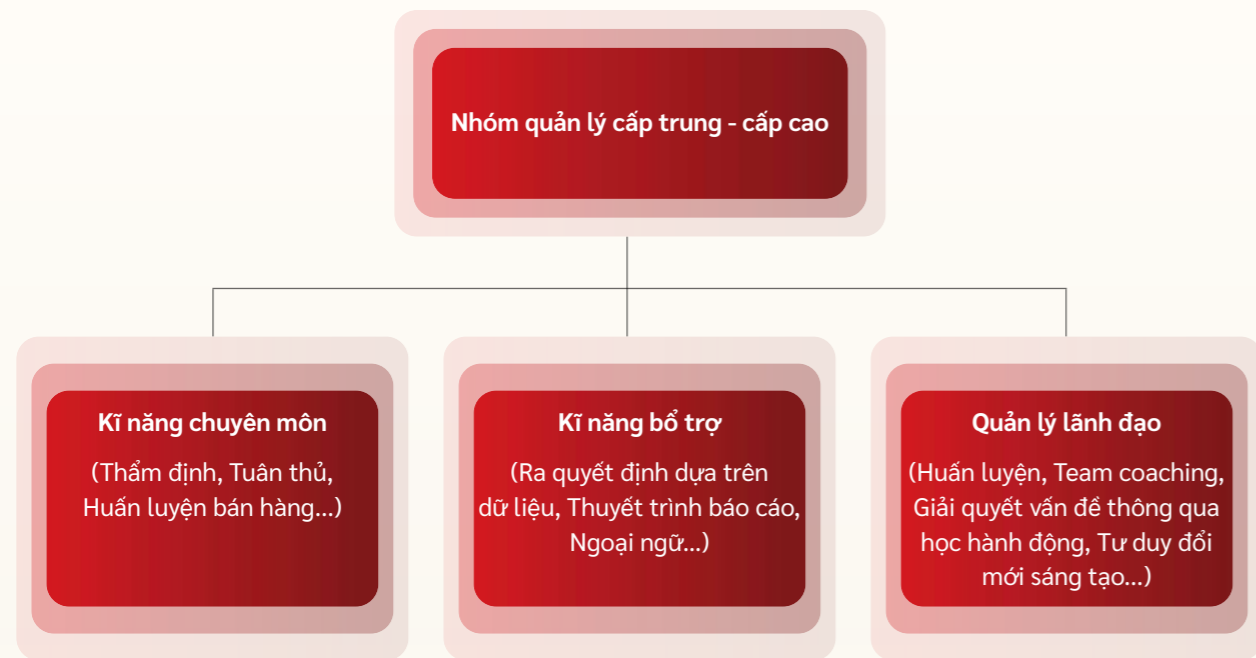 Nhóm quản lý cấp trung - cấp cao
Kĩ năng chuyên môn
(Thẩm định, Tuân thủ,
Huấn luyện bán hàng...)
Kĩ năng bổ trợ
(Ra quyết định dựa trên
dữ liệu, Thuyết trình báo cáo,
Ngoại ngữ...)
Quản lý lãnh đạo
(Huấn luyện, Team coaching,
Giải quyết vấn đề thông qua
học hành động, Tư duy đổi
mới sáng tạo...)